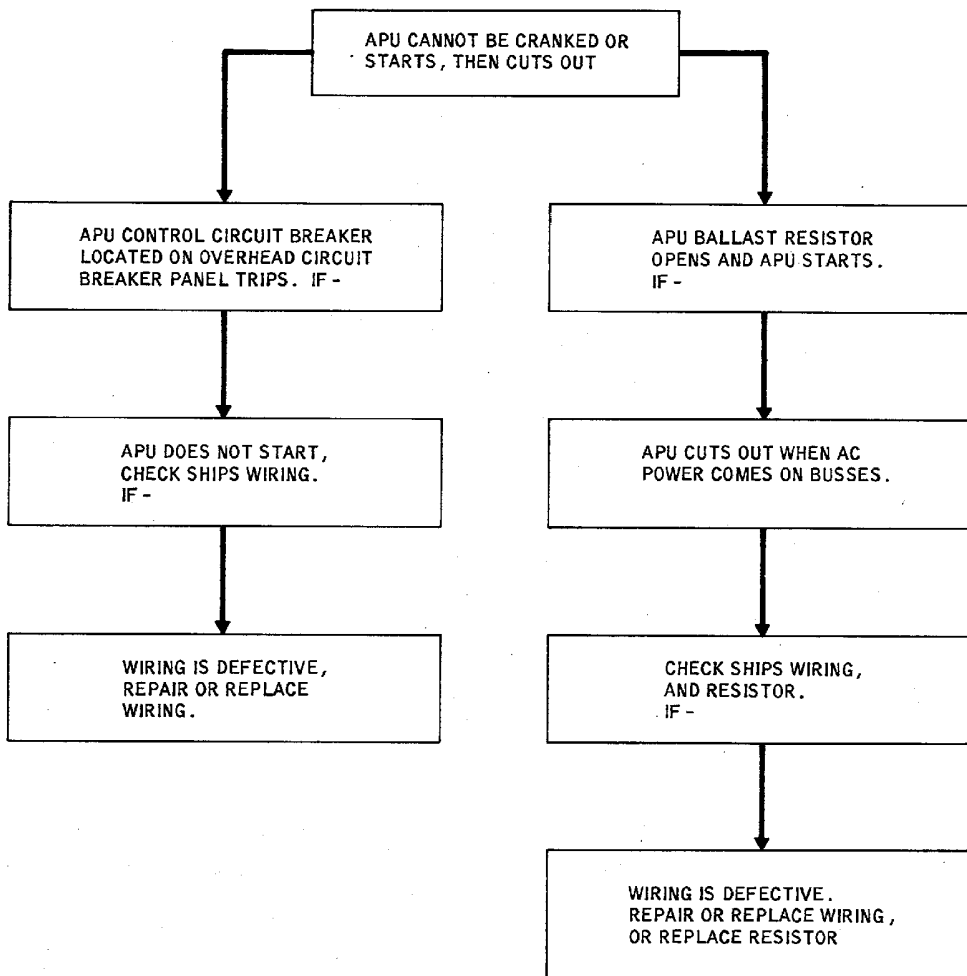 APU CANNOT BE CRANKED OR
STARTS, THEN CUTS OUT
APU CONTROL CIRCUIT BREAKER
LOCATED ON OVERHEAD CIRCUIT
BREAKER PANEL TRIPS. IF -
APU DOES NOT START,
CHECK SHIPS WIRING.
IF -
WIRING IS DEFECTIVE,
REPAIR OR REPLACE
WIRING.
APU BALLAST RESISTOR
OPENS AND APU STARTS.
IF -
APU CUTS OUT WHEN AC
POWER COMES ON BUSSES.
CHECK SHIPS WIRING,
AND RESISTOR.
IF -
WIRING IS DEFECTIVE.
REPAIR OR REPLACE WIRING,
OR REPLACE RESISTOR